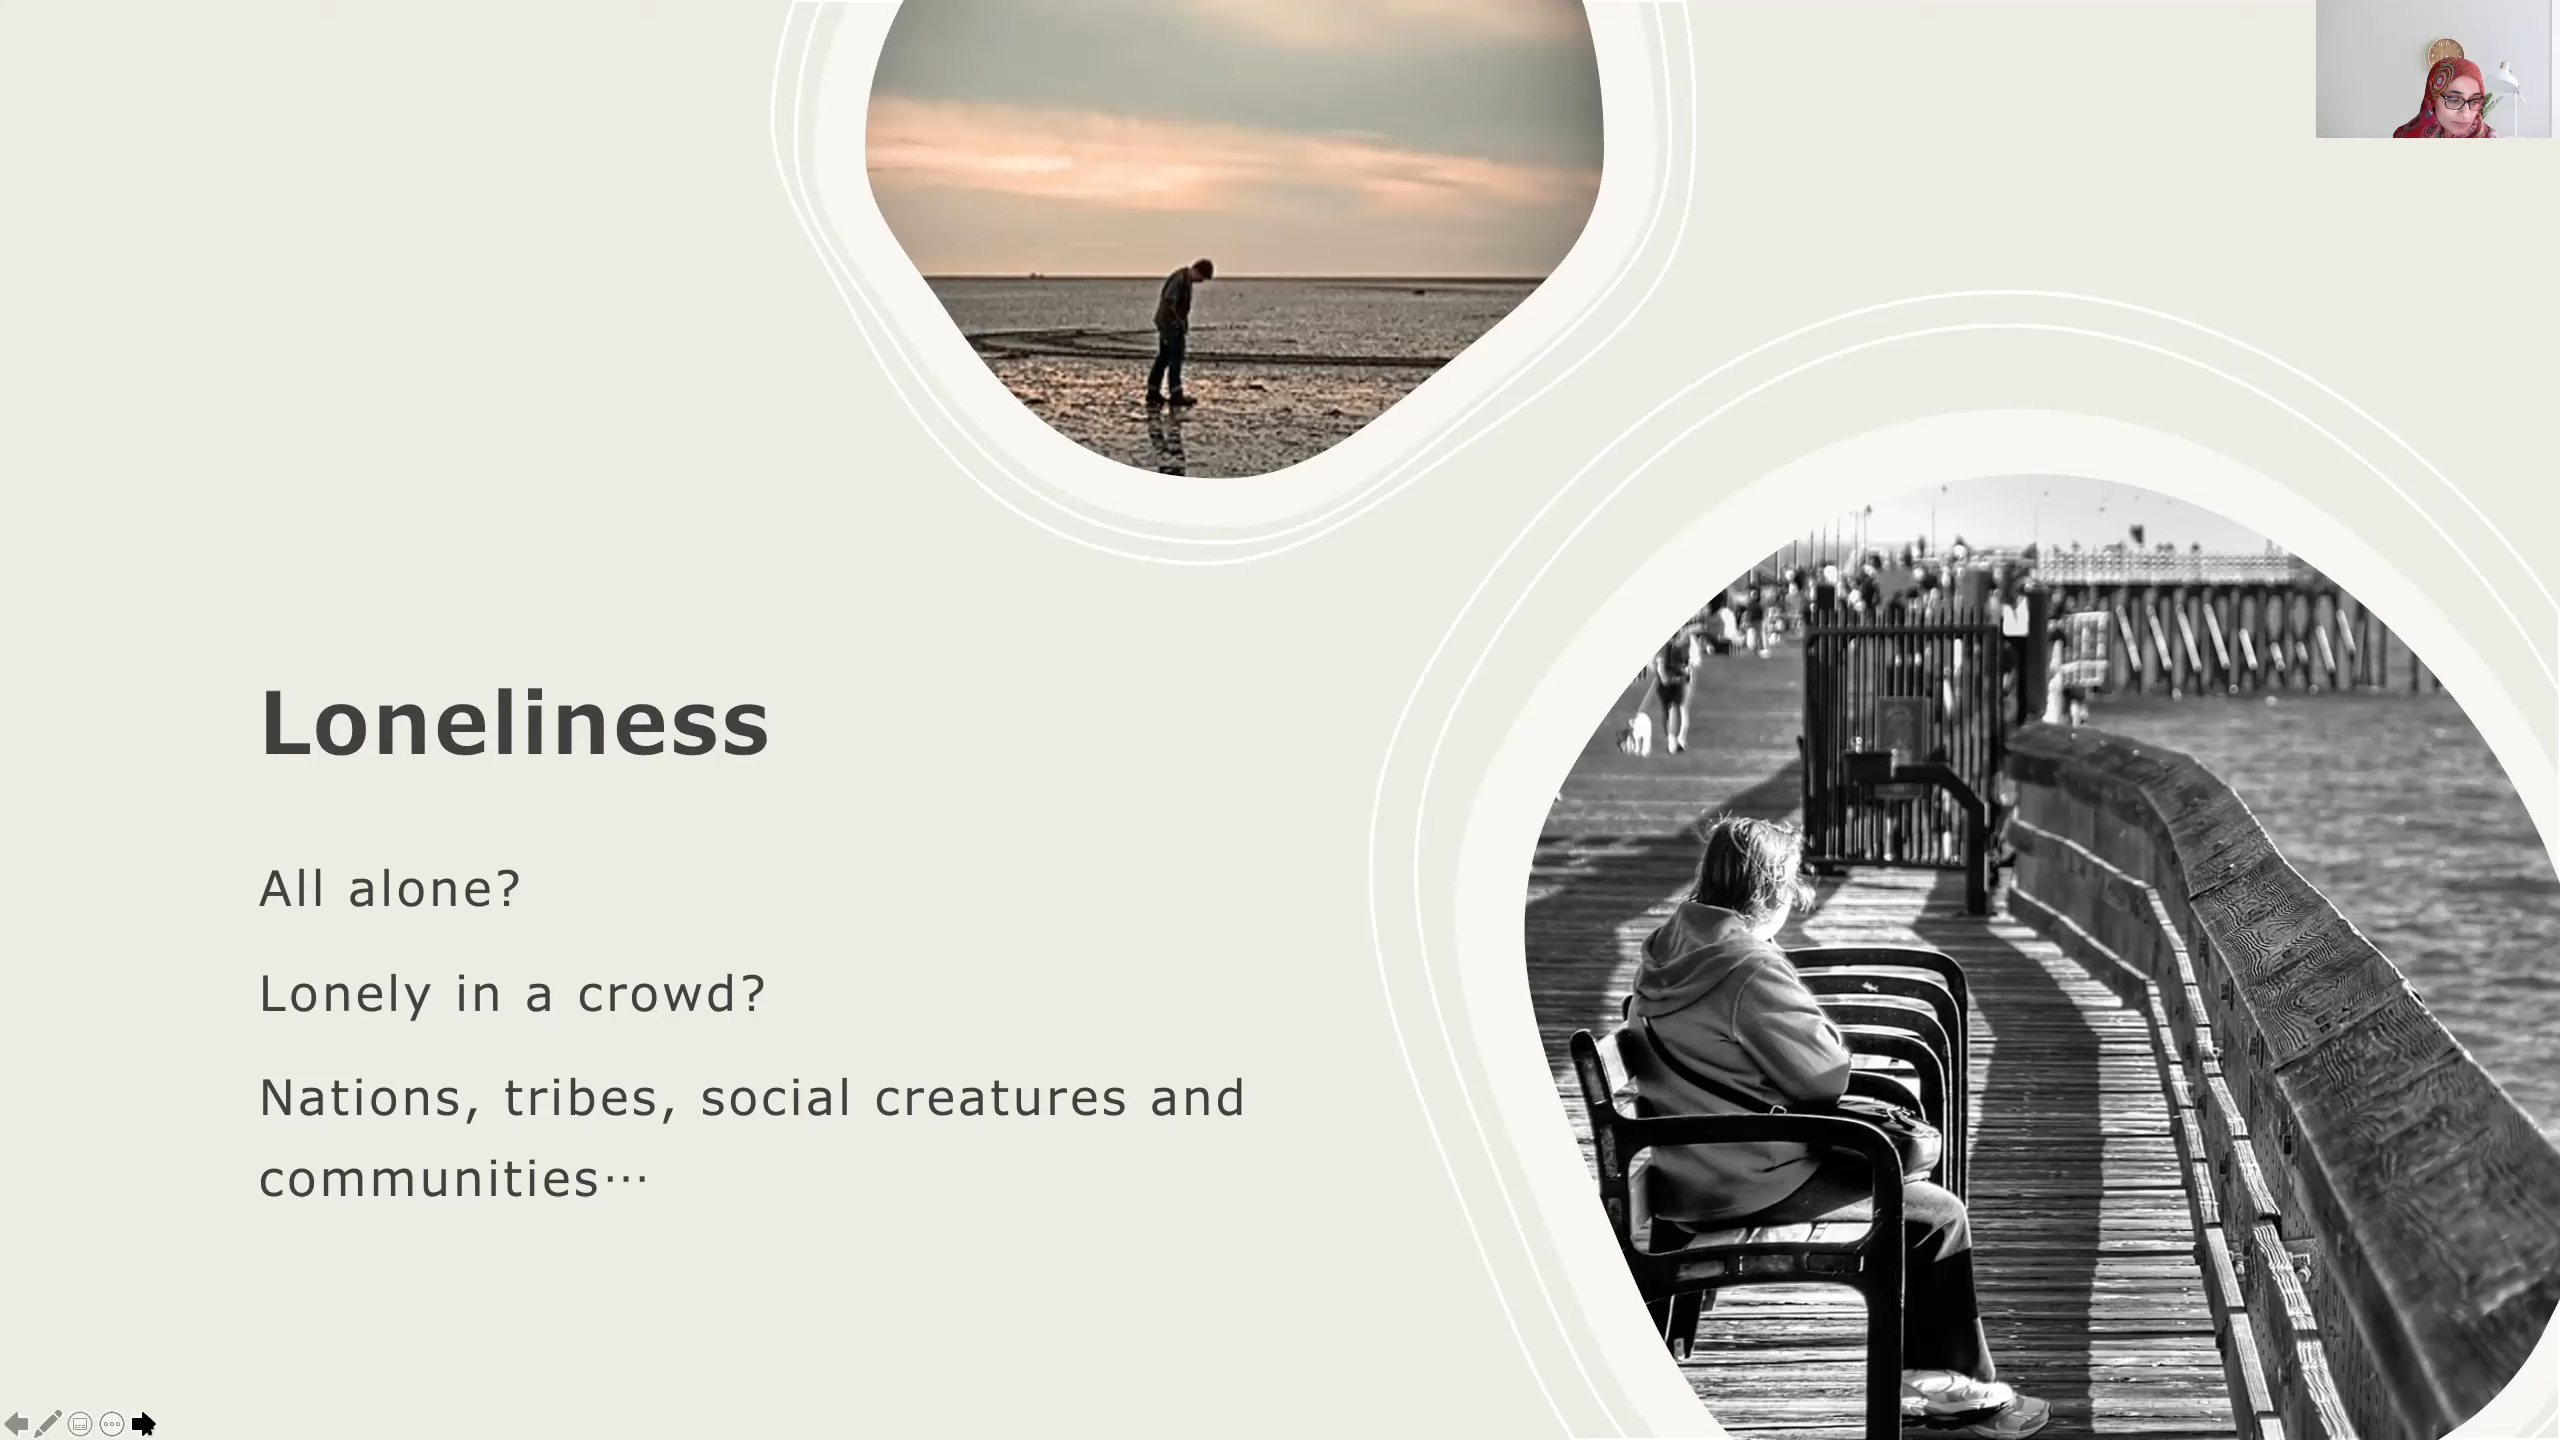 Loneliness
All alone?
Lonely in a crowd?
Nations, tribes, social creatures and
communities…